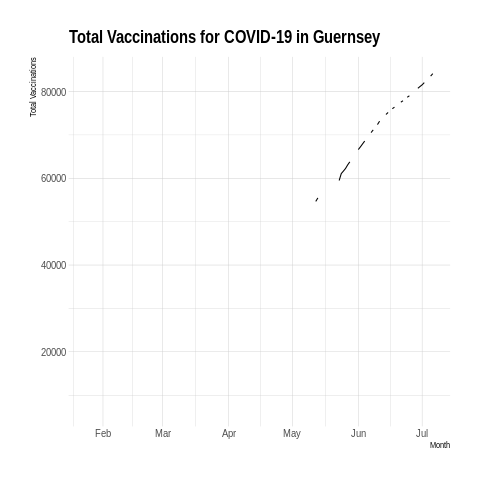 Total Vaccinations for COVID-19 in Guernsey
Total Vaccinations
80000
60000
40000
20000
Feb Mar Apr May Jun Jul
Month